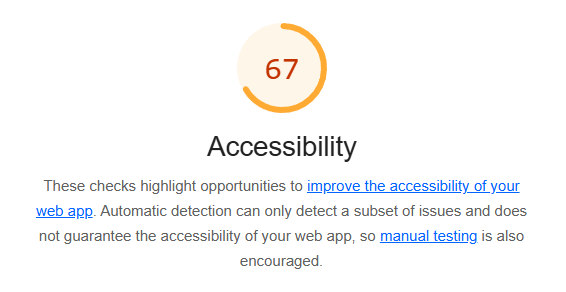 67
Accessibility
These checks highlight opportunities to improve the accessibility of your
web app. Automatic detection can only detect a subset of issues and does
not guarantee the accessibility of your web app, so manual testing is also
encouraged.